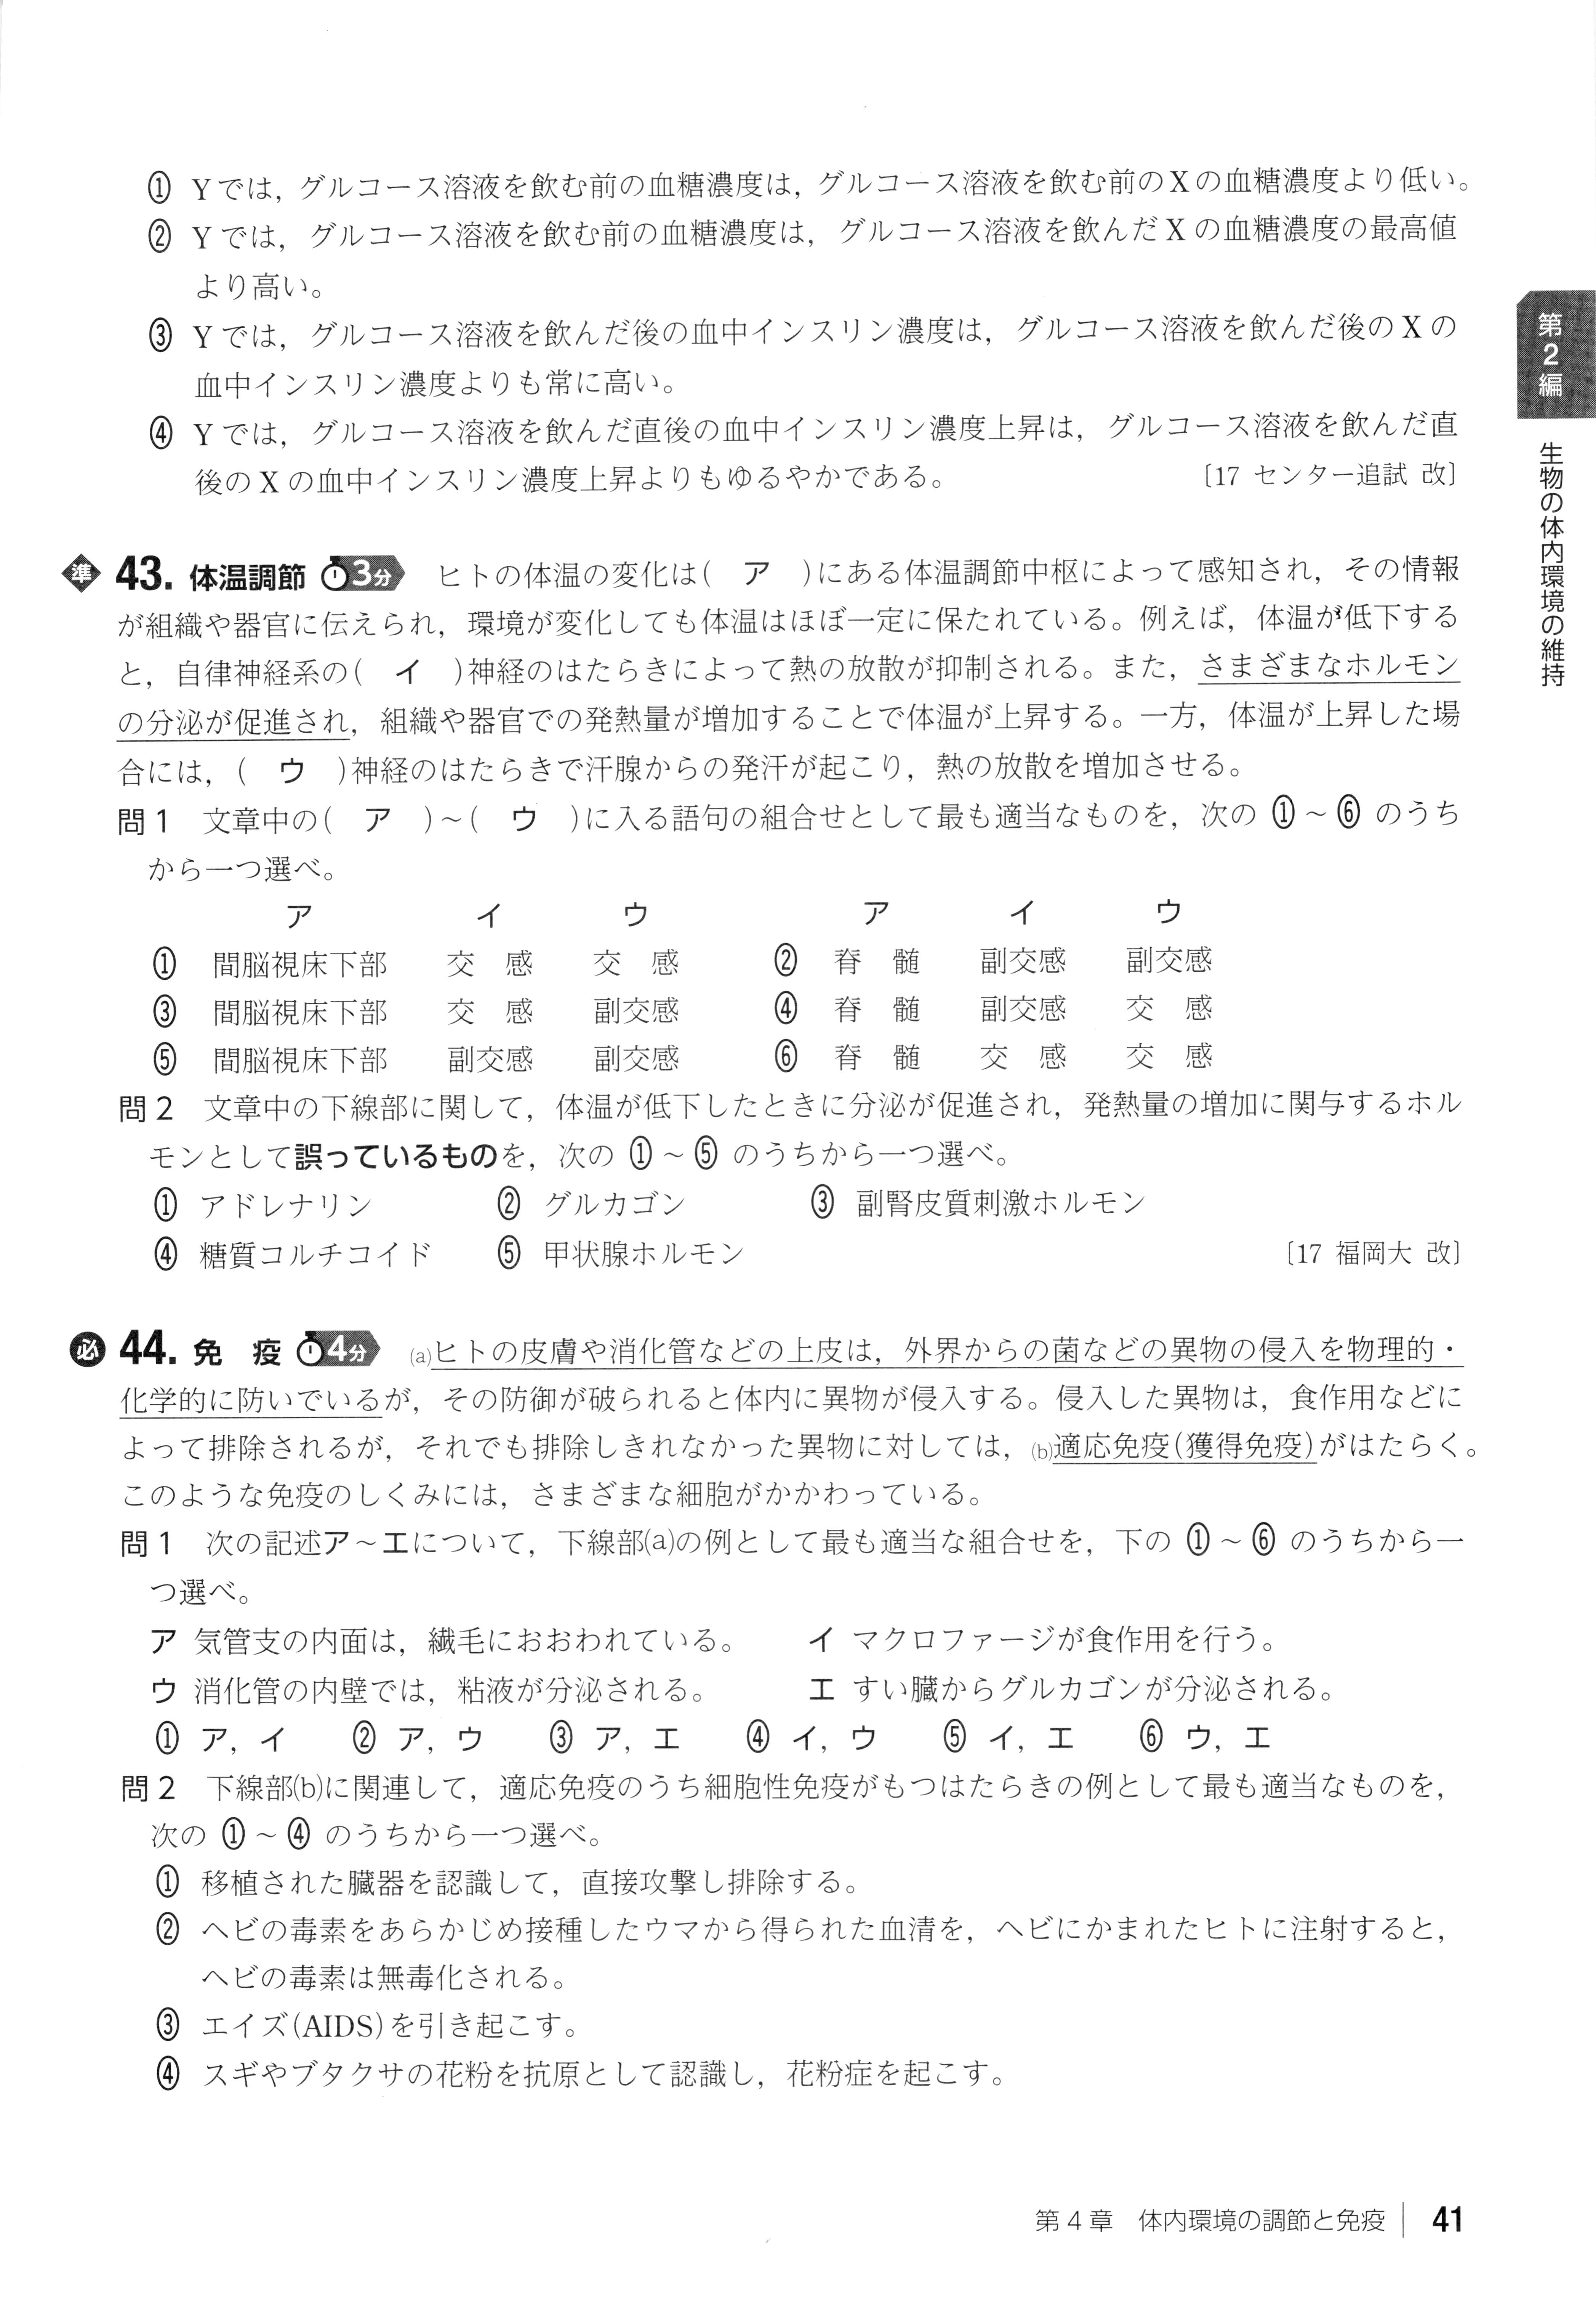 ① Yでは，グルコース溶液を飲む前の血糖濃度は，グルコース溶液を飲む前のXの血糖濃度より低い。
② Yでは，グルコース溶液を飲む前の血糖濃度は，グルコース溶液を飲んだXの血糖濃度の最高値
より高い。
③ Yでは，グルコース溶液を飲んだ後の血中インスリン濃度は，グルコース溶液を飲んだ後のXの
血中インスリン濃度よりも常に高い。
④ Yでは，グルコース溶液を飲んだ直後の血中インスリン濃度上昇は，グルコース溶液を飲んだ直
後のXの血中インスリン濃度上昇よりもゆるやかである。 〔17 センター追試 改〕
第2編
生物の体内環境の維持
準 43. 体温調節 3分 ヒトの体温の変化は( ア )にある体温調節中枢によって感知され，その情報
が組織や器官に伝えられ，環境が変化しても体温はほぼ一定に保たれている。例えば，体温が低下する
と，自律神経系の( イ )神経のはたらきによって熱の放散が抑制される。また，さまざまなホルモン
の分泌が促進され，組織や器官での発熱量が増加することで体温が上昇する。一方，体温が上昇した場
合には，( ウ )神経のはたらきで汗腺からの発汗が起こり，熱の放散を増加させる。
問1 文章中の( ア )～( ウ )に入る語句の組合せとして最も適当なものを，次の ①～⑥ のうち
から一つ選べ。
ア イ ウ ア イ ウ
① 間脳視床下部 交 感 交 感 ② 脊 髄 副交感 副交感
③ 間脳視床下部 交 感 副交感 ④ 脊 髄 副交感 交 感
⑤ 間脳視床下部 副交感 副交感 ⑥ 脊 髄 交 感 交 感
問2 文章中の下線部に関して，体温が低下したときに分泌が促進され，発熱量の増加に関与するホル
モンとして誤っているものを，次の ①～⑤ のうちから一つ選べ。
① アドレナリン ② グルカゴン ③ 副腎皮質刺激ホルモン
④ 糖質コルチコイド ⑤ 甲状腺ホルモン 〔17 福岡大 改〕
必 44. 免 疫 4分 (a)ヒトの皮膚や消化管などの上皮は，外界からの菌などの異物の侵入を物理的・
化学的に防いでいるが，その防御が破られると体内に異物が侵入する。侵入した異物は，食作用などに
よって排除されるが，それでも排除しきれなかった異物に対しては，(b)適応免疫(獲得免疫)がはたらく。
このような免疫のしくみには，さまざまな細胞がかかわっている。
問1 次の記述ア～エについて，下線部(a)の例として最も適当な組合せを，下の ①～⑥ のうちから一
つ選べ。
ア 気管支の内面は，繊毛におおわれている。 イ マクロファージが食作用を行う。
ウ 消化管の内壁では，粘液が分泌される。 エ すい臓からグルカゴンが分泌される。
① ア，イ ② ア，ウ ③ ア，エ ④ イ，ウ ⑤ イ，エ ⑥ ウ，エ
問2 下線部(b)に関連して，適応免疫のうち細胞性免疫がもつはたらきの例として最も適当なものを，
次の ①～④ のうちから一つ選べ。
① 移植された臓器を認識して，直接攻撃し排除する。
② ヘビの毒素をあらかじめ接種したウマから得られた血清を，ヘビにかまれたヒトに注射すると，
ヘビの毒素は無毒化される。
③ エイズ(AIDS)を引き起こす。
④ スギやブタクサの花粉を抗原として認識し，花粉症を起こす。
第4章 体内環境の調節と免疫 41